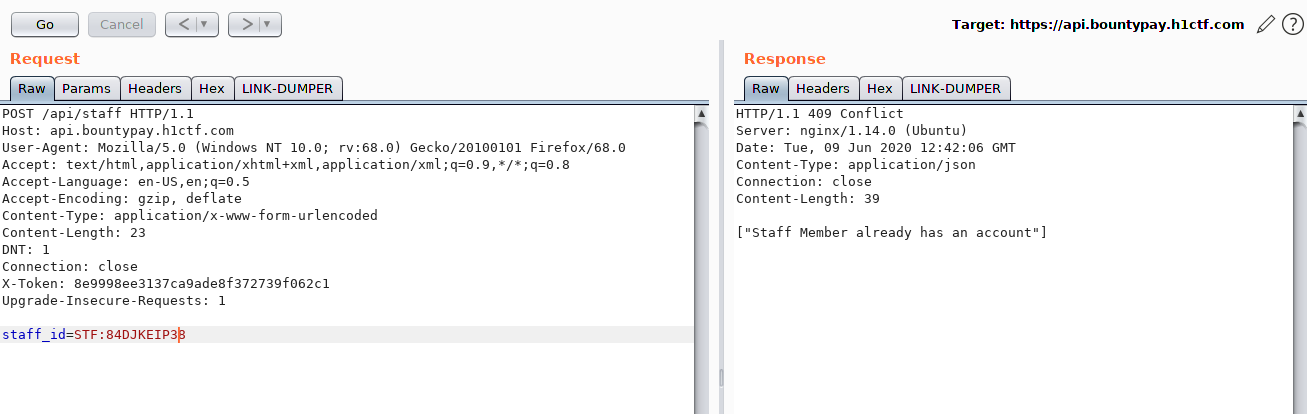 Go Cancel < ▼ > ▼ Target: https://api.bountypay.h1ctf.com ?
Request
Raw Params Headers Hex LINK-DUMPER
POST /api/staff HTTP/1.1
Host: api.bountypay.h1ctf.com
User-Agent: Mozilla/5.0 (Windows NT 10.0; rv:68.0) Gecko/20100101 Firefox/68.0
Accept: text/html,application/xhtml+xml,application/xml;q=0.9,*/*;q=0.8
Accept-Language: en-US,en;q=0.5
Accept-Encoding: gzip, deflate
Content-Type: application/x-www-form-urlencoded
Content-Length: 23
DNT: 1
Connection: close
X-Token: 8e9998ee3137ca9ade8f372739f062c1
Upgrade-Insecure-Requests: 1
staff_id=STF:84DJKEIP38
Response
Raw Headers Hex LINK-DUMPER
HTTP/1.1 409 Conflict
Server: nginx/1.14.0 (Ubuntu)
Date: Tue, 09 Jun 2020 12:42:06 GMT
Content-Type: application/json
Connection: close
Content-Length: 39
["Staff Member already has an account"]